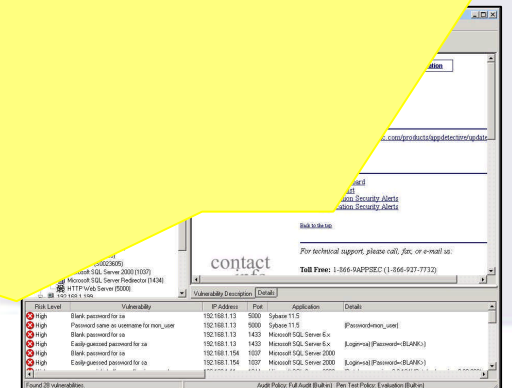 ation
c.com/products/appdetective/update
ard
ist
ion Security Alerts
ation Security Alerts
Back to the top
For technical support, please call, fax, or e-mail us:
contact
Toll Free: 1-866-9APPSEC (1-866-927-7732)
osoft SQL Server 2000 (1037)
Microsoft SQL Server Redirector (1434)
HTTP Web Server (5000)
192.168.1.199
Vulnerability Description Details
Risk Level Vulnerability IP Address Port Application Details
High Blank password for sa 192.168.1.13 5000 Sybase 11.5
High Password same as username for mon_user 192.168.1.13 5000 Sybase 11.5 (Password=mon_user)
High Blank password for sa 192.168.1.13 1433 Microsoft SQL Server 6.x
High Easily-guessed password for sa 192.168.1.13 1433 Microsoft SQL Server 6.x (Login=sa) (Password=<BLANK>)
High Blank password for sa 192.168.1.154 1037 Microsoft SQL Server 2000
High Easily-guessed password for sa 192.168.1.154 1037 Microsoft SQL Server 2000 (Login=sa) (Password=<BLANK>)
Found 28 vulnerabilities. Audit Policy: Full Audit (Built-in) Pen Test Policy: Evaluation (Built-in)